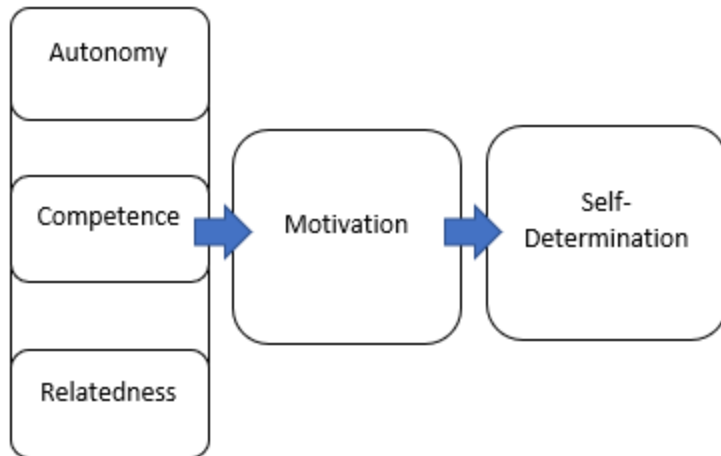 Autonomy
Competence
Relatedness
Motivation
Self-
Determination